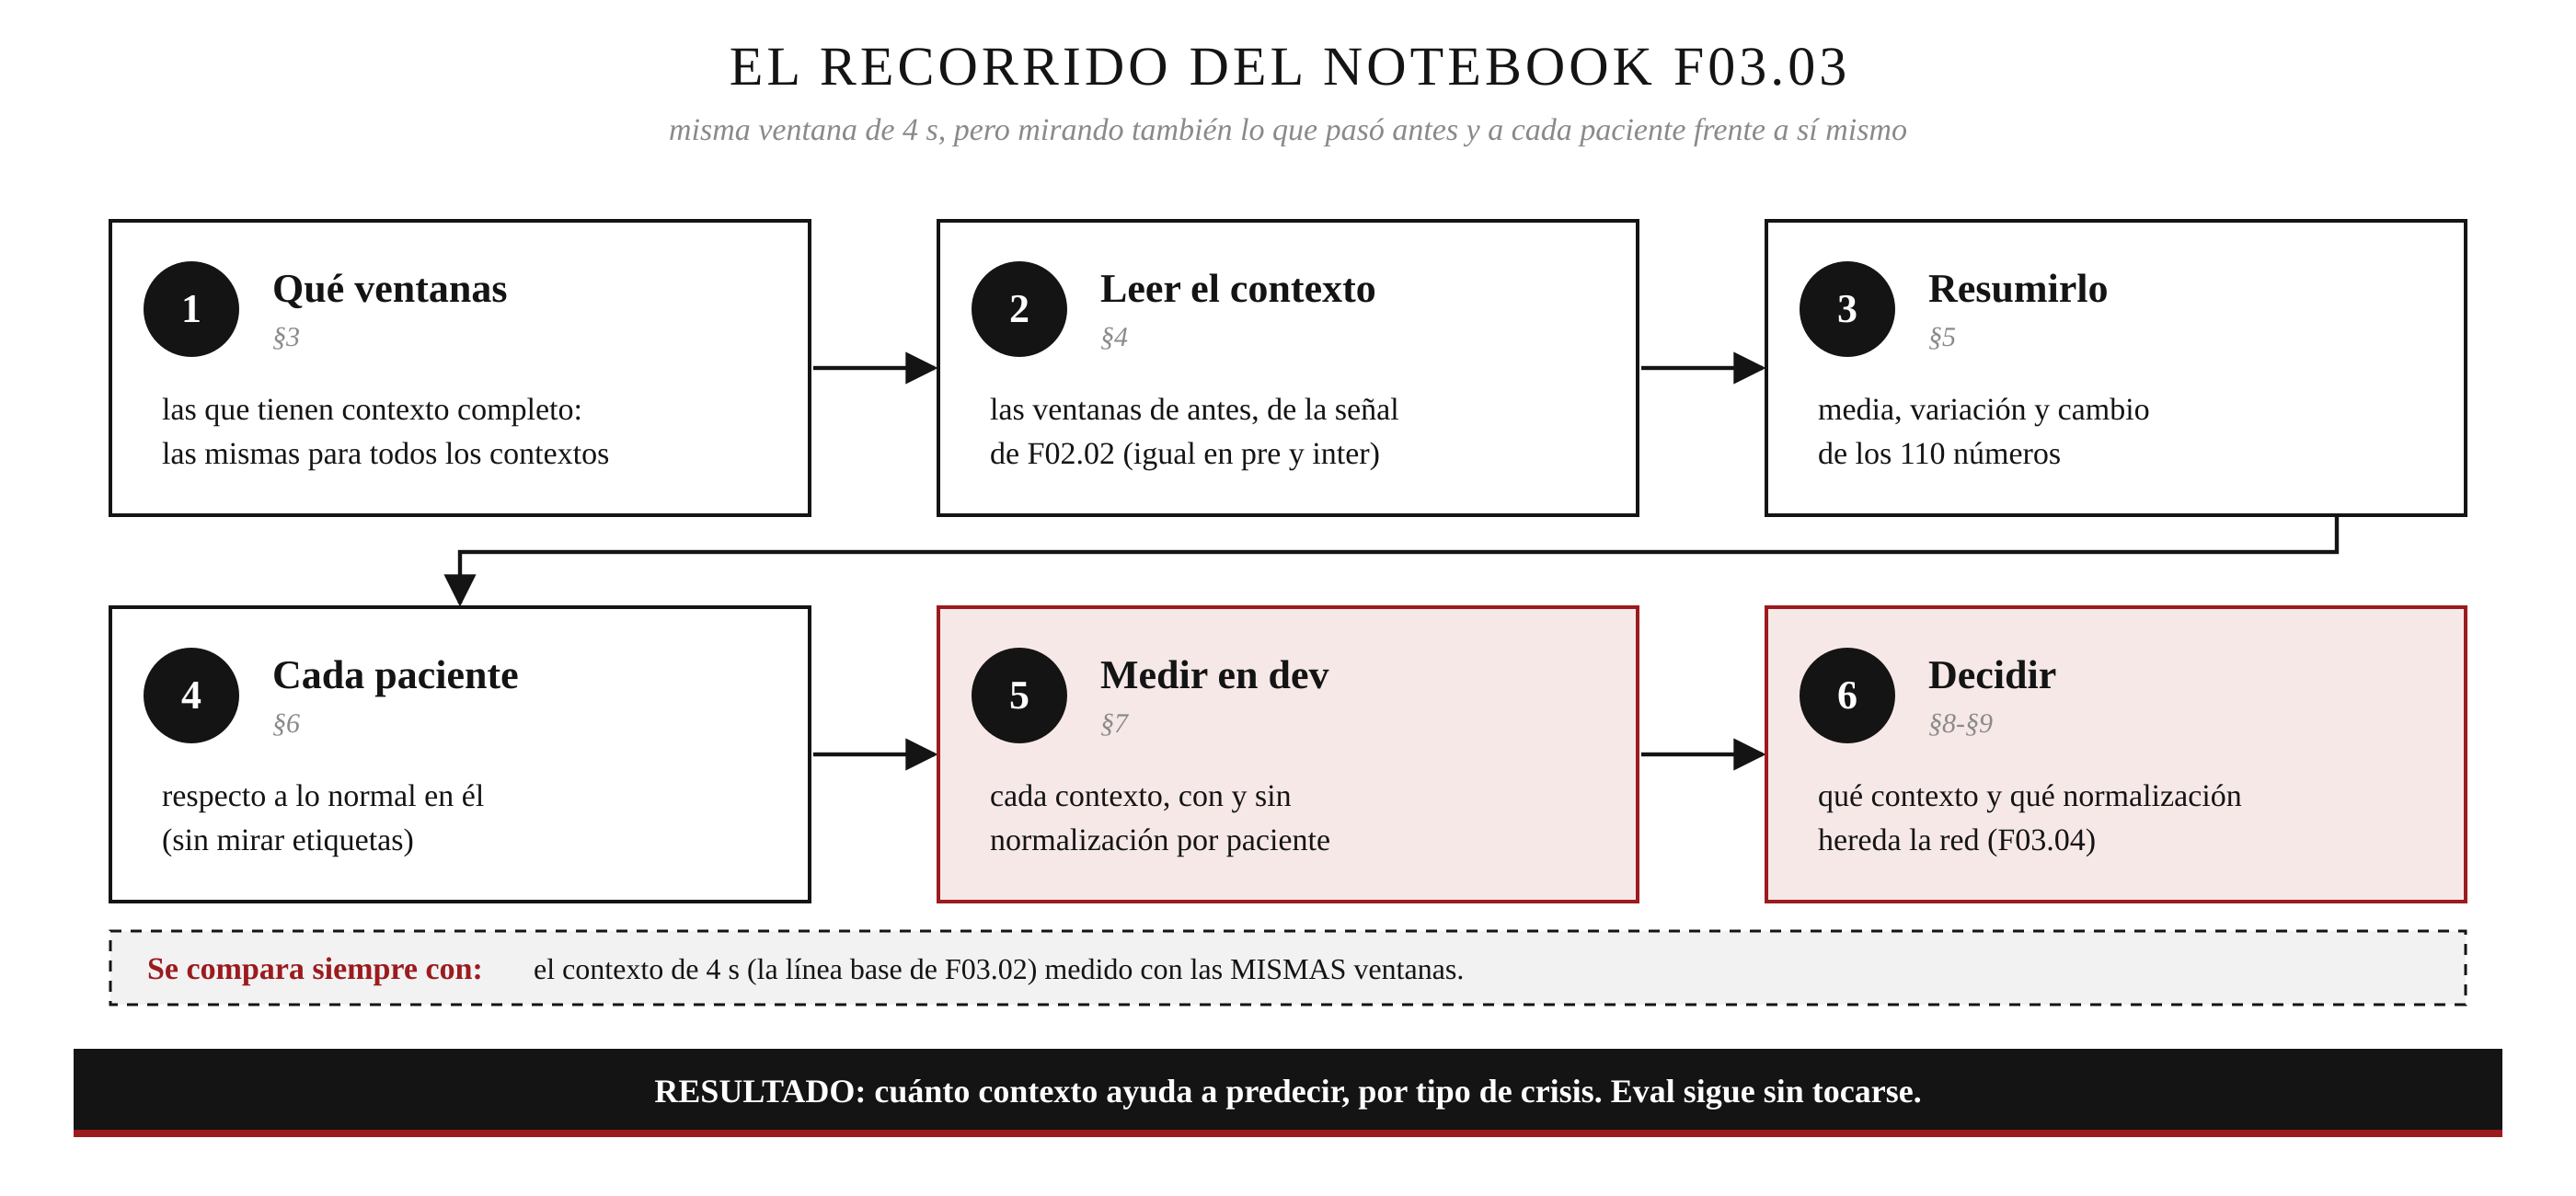 EL RECORRIDO DEL NOTEBOOK F03.03
misma ventana de 4 s, pero mirando también lo que pasó antes y a cada paciente frente a sí mismo
1
Qué ventanas
§3
las que tienen contexto completo:
las mismas para todos los contextos
2
Leer el contexto
§4
las ventanas de antes, de la señal
de F02.02 (igual en pre y inter)
3
Resumirlo
§5
media, variación y cambio
de los 110 números
4
Cada paciente
§6
respecto a lo normal en él
(sin mirar etiquetas)
5
Medir en dev
§7
cada contexto, con y sin
normalización por paciente
6
Decidir
§8-§9
qué contexto y qué normalización
hereda la red (F03.04)
Se compara siempre con: el contexto de 4 s (la línea base de F03.02) medido con las MISMAS ventanas.
RESULTADO: cuánto contexto ayuda a predecir, por tipo de crisis. Eval sigue sin tocarse.